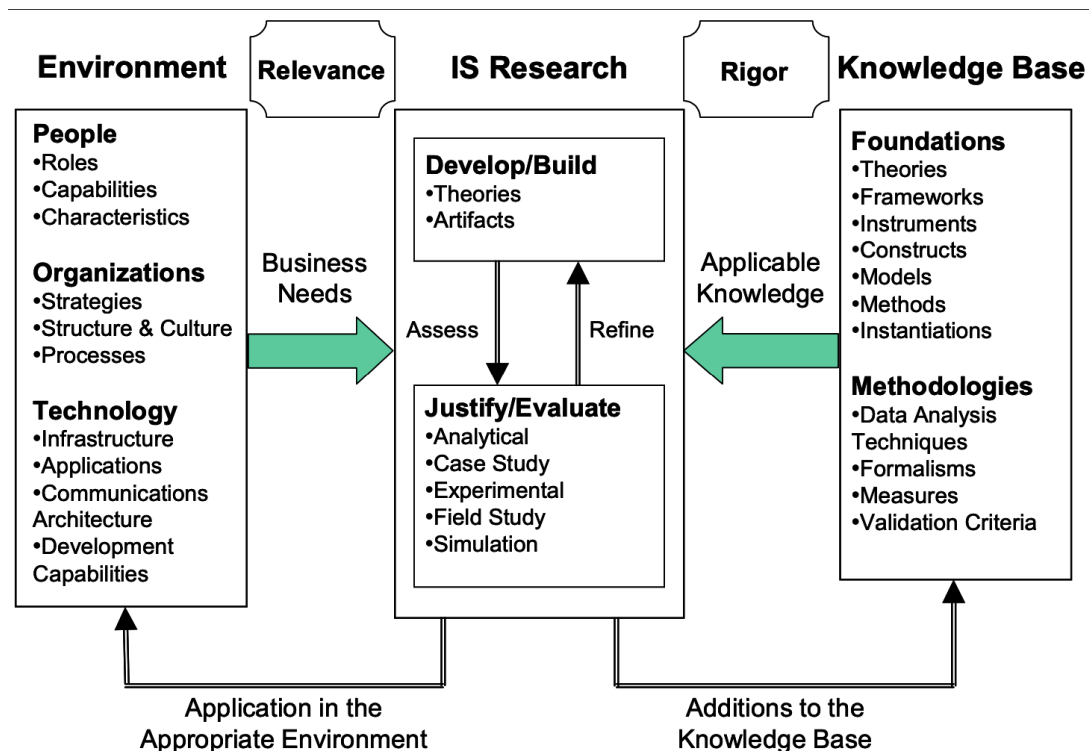 Environment
Relevance
IS Research
Rigor
Knowledge Base
People
•Roles
•Capabilities
•Characteristics
Organizations
•Strategies
•Structure & Culture
•Processes
Technology
•Infrastructure
•Applications
•Communications
Architecture
•Development
Capabilities
Business
Needs
Develop/Build
•Theories
•Artifacts
Assess
Refine
Justify/Evaluate
•Analytical
•Case Study
•Experimental
•Field Study
•Simulation
Applicable
Knowledge
Foundations
•Theories
•Frameworks
•Instruments
•Constructs
•Models
•Methods
•Instantiations
Methodologies
•Data Analysis
Techniques
•Formalisms
•Measures
•Validation Criteria
Application in the
Appropriate Environment
Additions to the
Knowledge Base